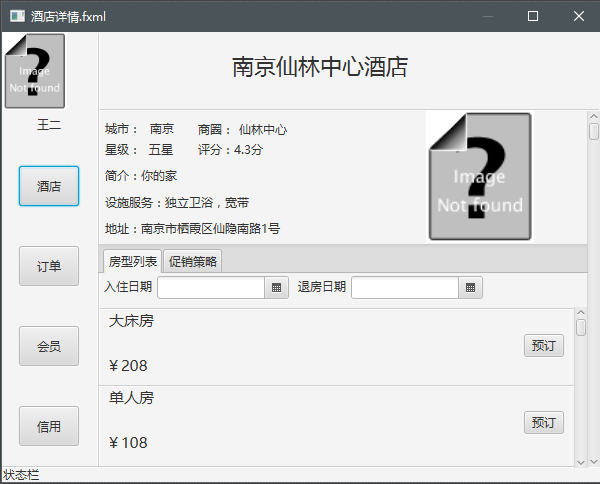 酒店详情.fxml
Image
Not found
王二
酒店
订单
会员
信用
南京仙林中心酒店
城市： 南京 商圈： 仙林中心
星级： 五星 评分：4.3分
简介：你的家
设施服务：独立卫浴，宽带
地址：南京市栖霞区仙隐南路1号
Image
Not found
房型列表 促销策略
入住日期 退房日期
大床房
￥208
预订
单人房
￥108
预订
状态栏